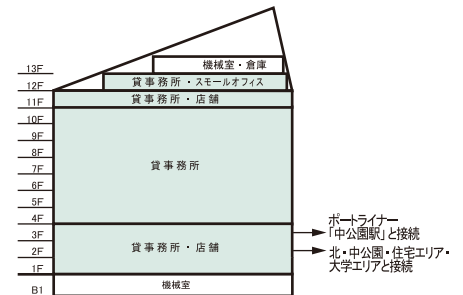 13F
機械室・倉庫
12F
貸事務所・スモールオフィス
11F
貸事務所・店舗
10F
9F
8F
7F
貸事務所
6F
5F
4F
3F
2F
貸事務所・店舗
1F
B1
機械室
ポートライナー
「中公園駅」と接続
北・中公園・住宅エリア・
大学エリアと接続